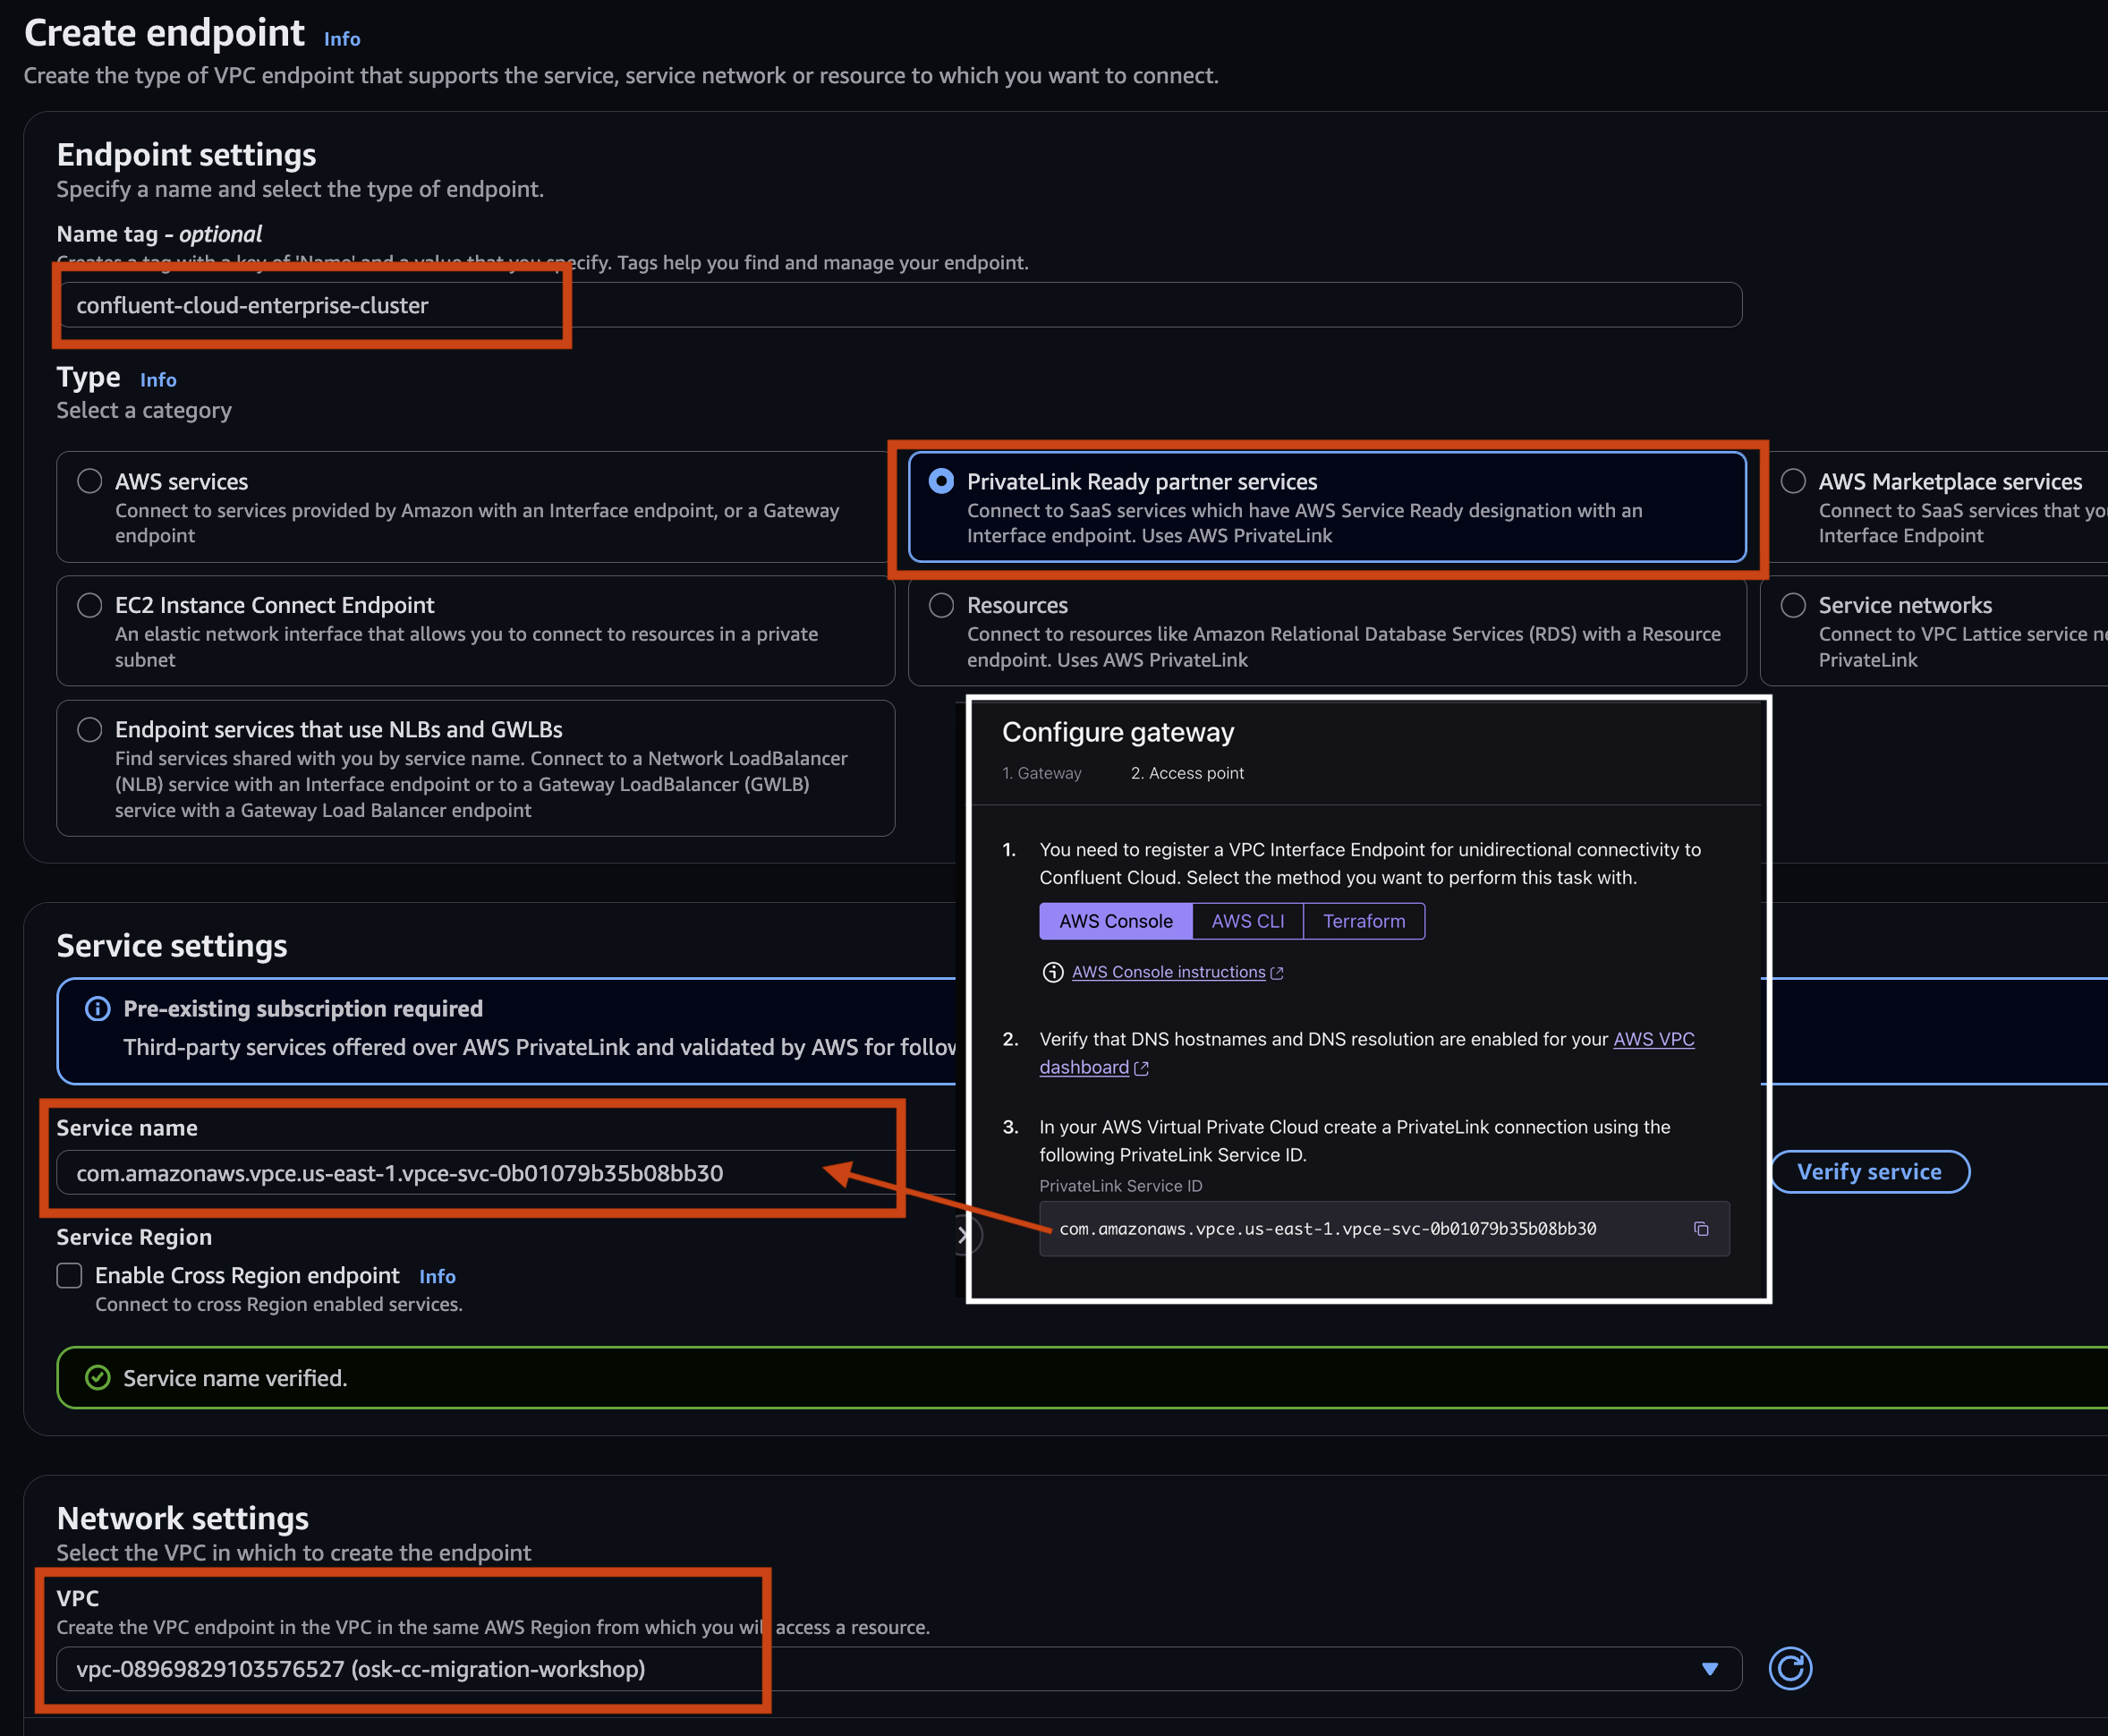 Create endpoint Info
Create the type of VPC endpoint that supports the service, service network or resource to which you want to connect.
Endpoint settings
Specify a name and select the type of endpoint.
Name tag - optional
Creates a tag with a key of 'Name' and a value that you specify. Tags help you find and manage your endpoint.
confluent-cloud-enterprise-cluster
Type Info
Select a category
AWS services
Connect to services provided by Amazon with an Interface endpoint, or a Gateway
endpoint
PrivateLink Ready partner services
Connect to SaaS services which have AWS Service Ready designation with an
Interface endpoint. Uses AWS PrivateLink
AWS Marketplace services
Connect to SaaS services that
Interface Endpoint
EC2 Instance Connect Endpoint
An elastic network interface that allows you to connect to resources in a private
subnet
Resources
Connect to resources like Amazon Relational Database Services (RDS) with a Resource
endpoint. Uses AWS PrivateLink
Service networks
Connect to VPC Lattice service
PrivateLink
Endpoint services that use NLBs and GWLBs
Find services shared with you by service name. Connect to a Network LoadBalancer
(NLB) service with an Interface endpoint or to a Gateway LoadBalancer (GWLB)
service with a Gateway Load Balancer endpoint
Configure gateway
1. Gateway 2. Access point
1. You need to register a VPC Interface Endpoint for unidirectional connectivity to
Confluent Cloud. Select the method you want to perform this task with.
AWS Console AWS CLI Terraform
AWS Console instructions
2. Verify that DNS hostnames and DNS resolution are enabled for your AWS VPC
dashboard
3. In your AWS Virtual Private Cloud create a PrivateLink connection using the
following PrivateLink Service ID.
PrivateLink Service ID
com.amazonaws.vpce.us-east-1.vpce-svc-0b01079b35b08bb30
Service settings
Pre-existing subscription required
Third-party services offered over AWS PrivateLink and validated by AWS for
Service name
com.amazonaws.vpce.us-east-1.vpce-svc-0b01079b35b08bb30
Verify service
Service Region
Enable Cross Region endpoint Info
Connect to cross Region enabled services.
Service name verified.
Network settings
Select the VPC in which to create the endpoint
VPC
Create the VPC endpoint in the VPC in the same AWS Region from which you will access a resource.
vpc-08969829103576527 (osk-cc-migration-workshop)